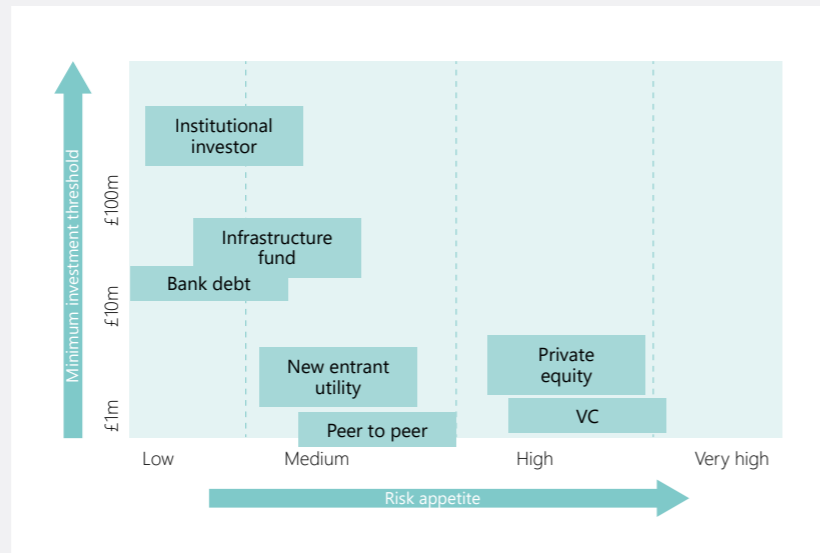 Minimum investment threshold
£100m
£10m
£1m
Institutional
investor
Infrastructure
fund
Bank debt
New entrant
utility
Private
equity
Peer to peer
VC
Low
Medium
High
Very high
Risk appetite